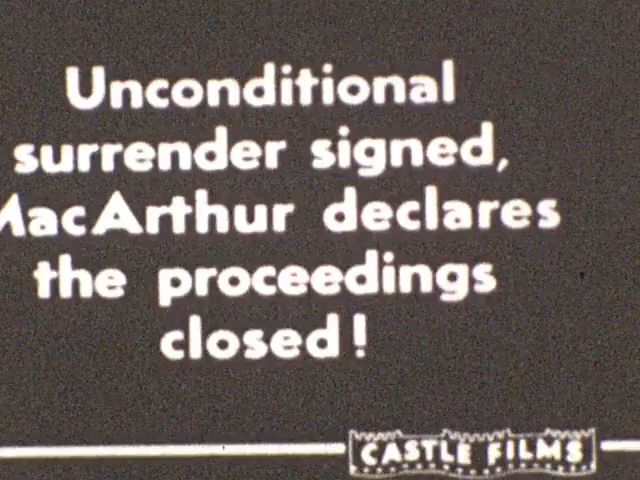 Unconditional
surrender signed,
MacArthur declares
the proceedings
closed!
CASTLE FILMS